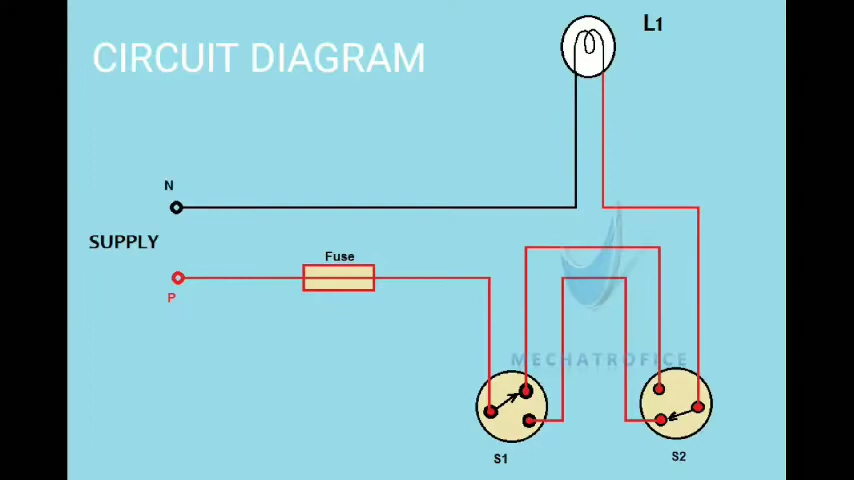 L1
CIRCUIT DIAGRAM
N
SUPPLY
Fuse
P
MECHATROFICE
S1
S2